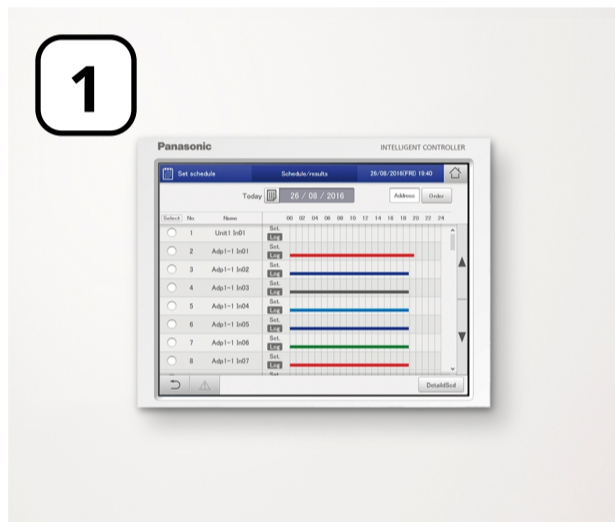 1
Panasonic INTELLIGENT CONTROLLER
Set schedule Schedule/results 26/08/2016(FRI) 19:40
Today 26 / 08 / 2016 Address Order
Select No Name 00 02 04 06 08 10 12 14 16 18 20 22 24
1 Unit1 In01 Set. Log
2 Adp1-1 In01 Set. Log
3 Adp1-1 In02 Set. Log
4 Adp1-1 In03 Set. Log
5 Adp1-1 In04 Set. Log
6 Adp1-1 In05 Set. Log
7 Adp1-1 In06 Set. Log
8 Adp1-1 In07 Set. Log
DetaildScd